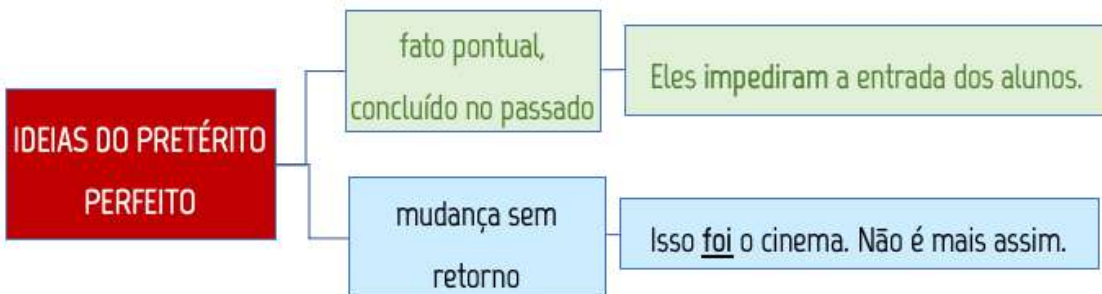 IDEIAS DO PRETÉRITO
PERFEITO
fato pontual,
concluído no passado
Eles impediram a entrada dos alunos.
mudança sem
retorno
Isso foi o cinema. Não é mais assim.